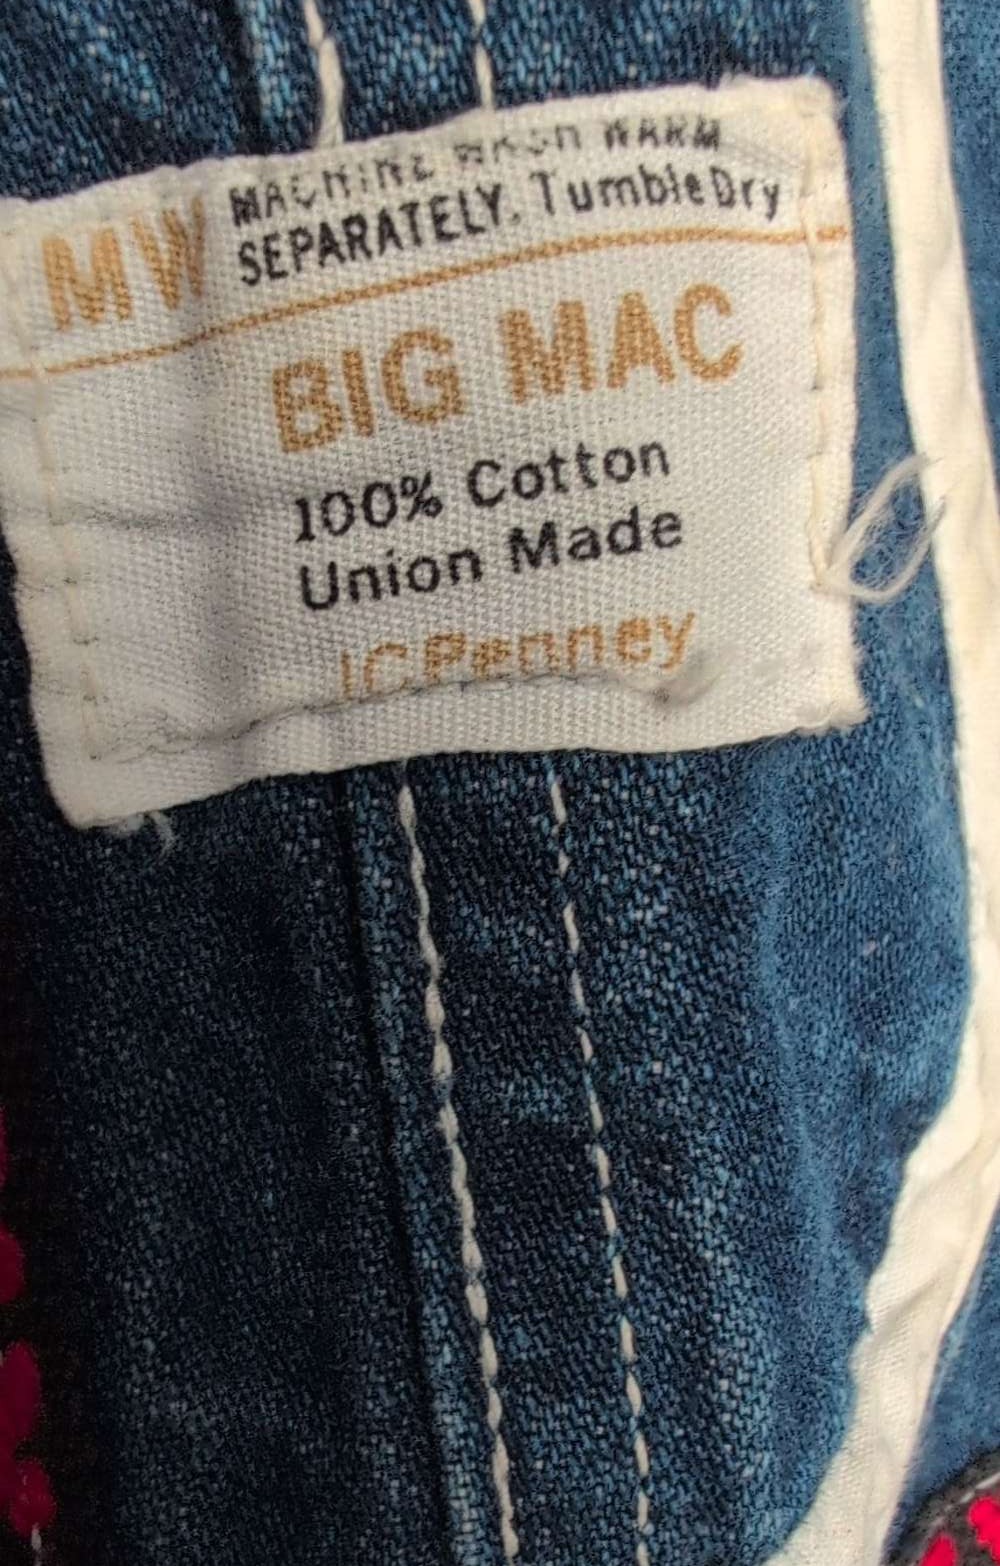 MW
MACHINE WASH WARM
SEPARATELY. Tumble Dry
BIG MAC
100% Cotton
Union Made
JCPenney